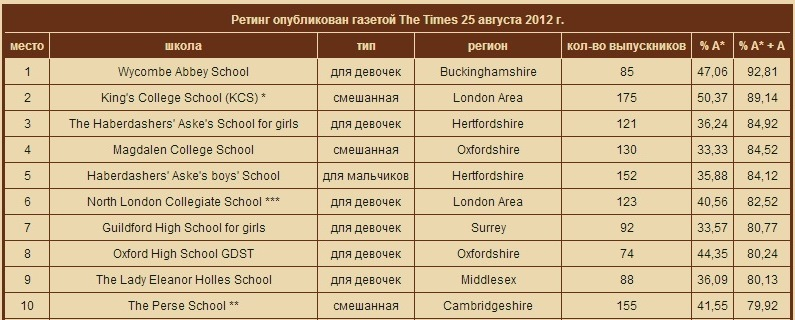 Ретинг опубликован газетой The Times 25 августа 2012 г.
место школа тип регион кол-во выпускников % A* % A* + A
1 Wycombe Abbey School для девочек Buckinghamshire 85 47,06 92,81
2 King's College School (KCS) * смешанная London Area 175 50,37 89,14
3 The Haberdashers' Aske's School for girls для девочек Hertfordshire 121 36,24 84,92
4 Magdalen College School смешанная Oxfordshire 130 33,33 84,52
5 Haberdashers' Aske's boys' School для мальчиков Hertfordshire 152 35,88 84,12
6 North London Collegiate School *** для девочек London Area 123 40,56 82,52
7 Guildford High School for girls для девочек Surrey 92 33,57 80,77
8 Oxford High School GDST для девочек Oxfordshire 74 44,35 80,24
9 The Lady Eleanor Holles School для девочек Middlesex 88 36,09 80,13
10 The Perse School ** смешанная Cambridgeshire 155 41,55 79,92